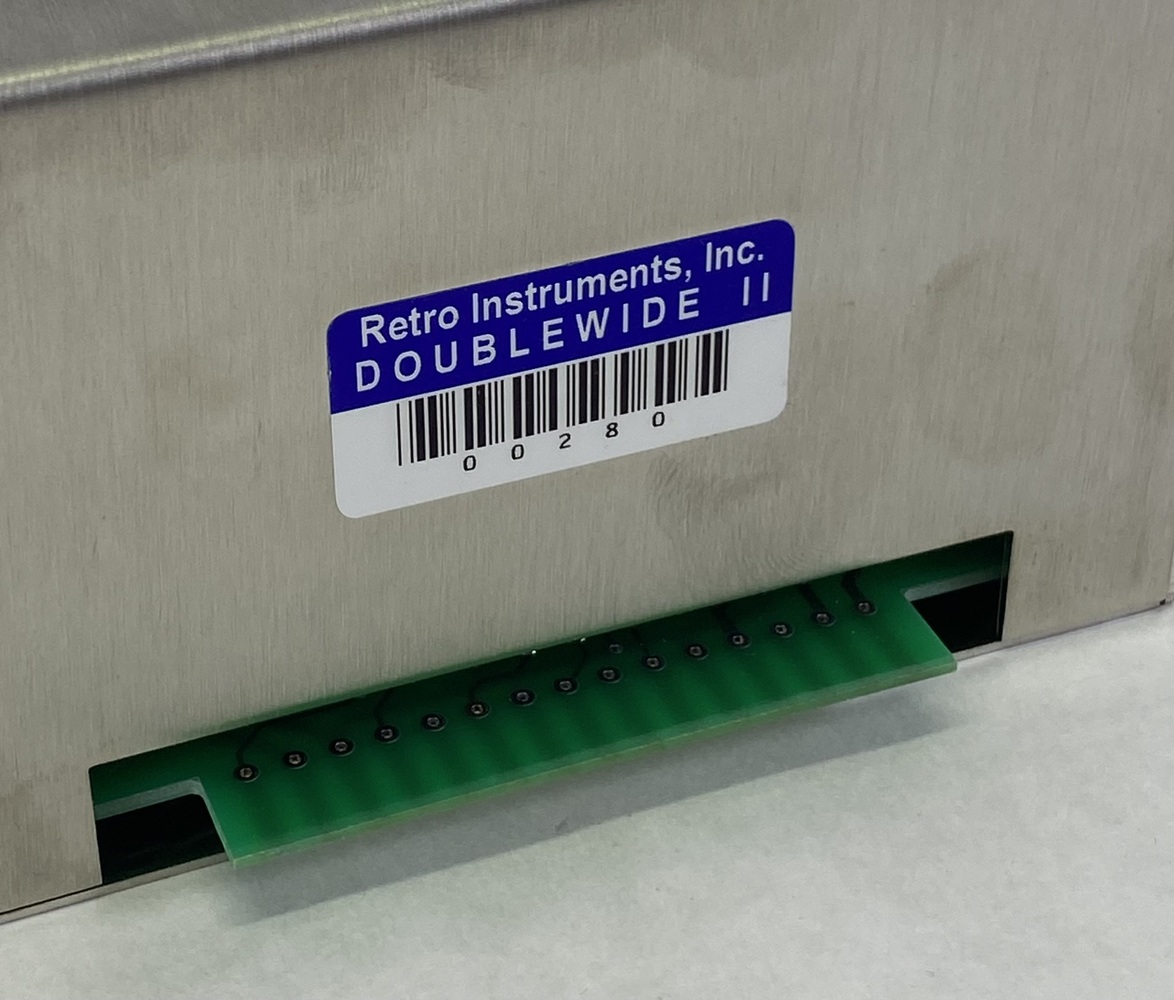 Retro Instruments, Inc.
DOUBLEWIDE II
00280